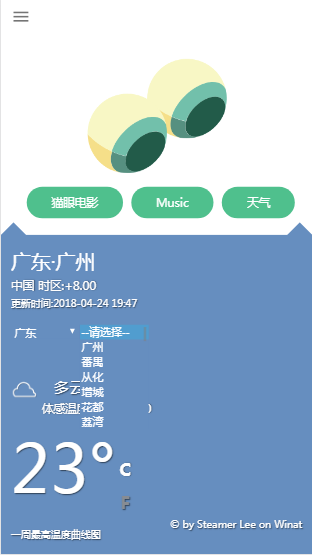 猫眼电影 Music 天气
广东·广州
中国 时区:+8.00
更新时间:2018-04-24 19:47
广东 ▼ --请选择--
广州
番禺
从化
增城
花都
荔湾
多云
体感温度
23° C
F
一周最高温度曲线图
© by Steamer Lee on Winat